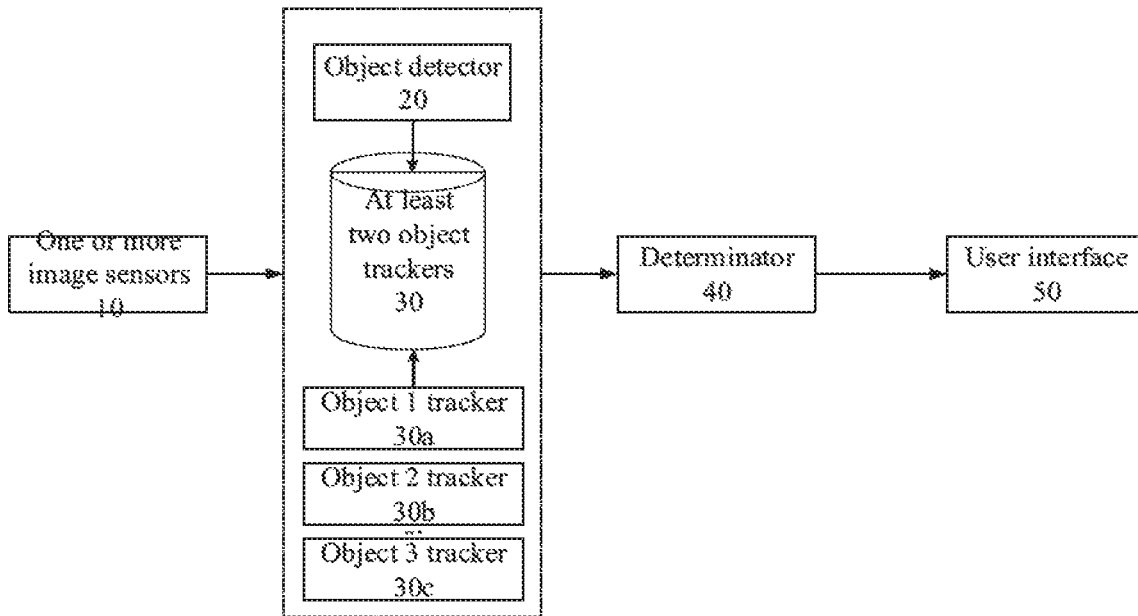 One or more
image sensors
10
Object detector
20
At least
two object
trackers
30
Object 1 tracker
30a
Object 2 tracker
30b
...
Object 3 tracker
30c
Determinator
40
User interface
50